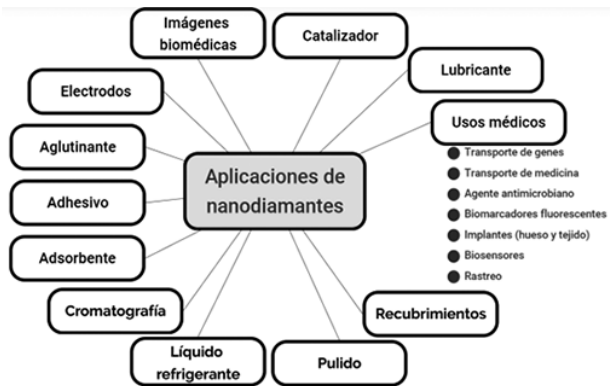 Imágenes
biomédicas
Catalizador
Lubricante
Electrodos
Usos médicos
Transporte de genes
Transporte de medicina
Agente antimicrobiano
Biomarcadores fluorescentes
Implantes (hueso y tejido)
Biosensores
Rastreo
Aglutinante
Aplicaciones de
nanodiamantes
Adhesivo
Adsorbente
Cromatografía
Recubrimientos
Líquido
refrigerante
Pulido